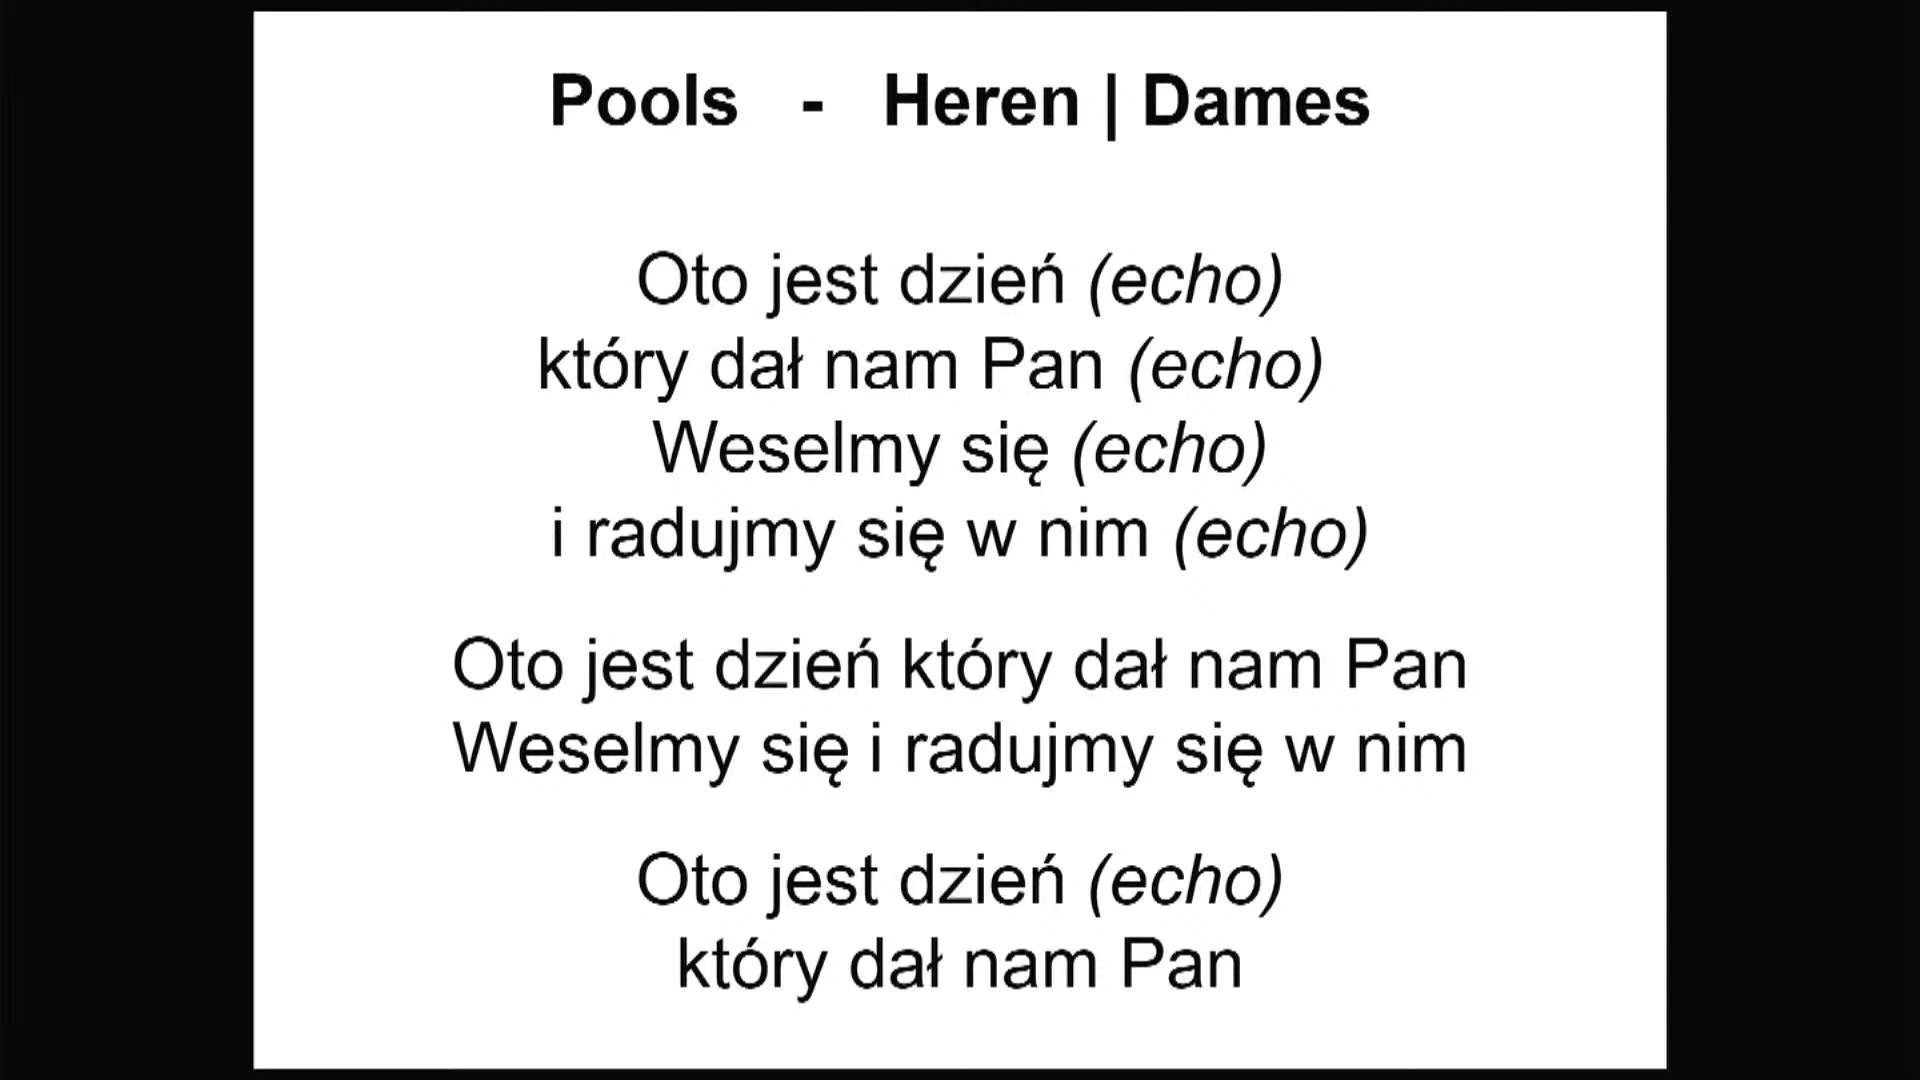 Pools - Heren | Dames
Oto jest dzień (echo)
który dał nam Pan (echo)
Weselmy się (echo)
i radujmy się w nim (echo)
Oto jest dzień który dał nam Pan
Weselmy się i radujmy się w nim
Oto jest dzień (echo)
który dał nam Pan